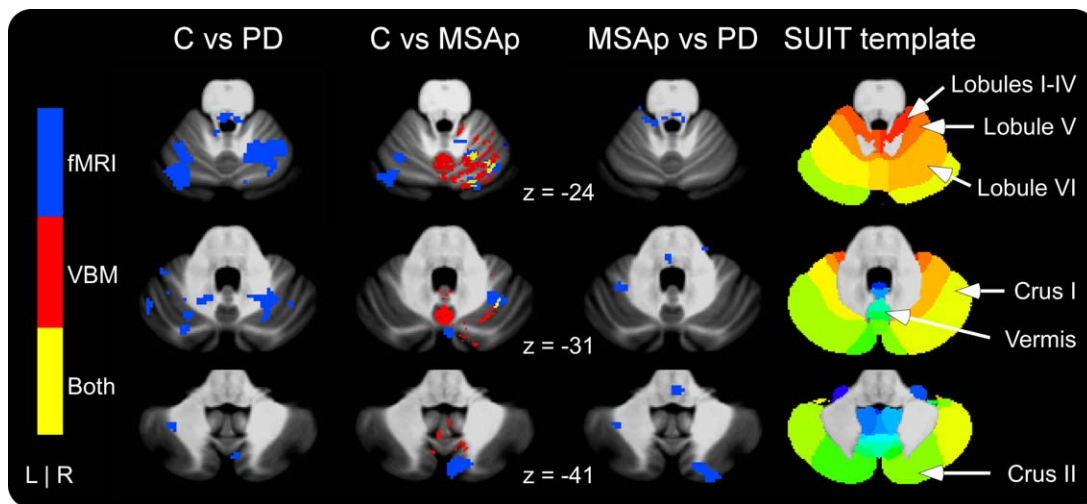 C vs PD
C vs MSAp
MSAp vs PD
SUIT template
fMRI
VBM
Both
L | R
z = -24
z = -31
z = -41
Lobules I-IV
Lobule V
Lobule VI
Crus I
Vermis
Crus II